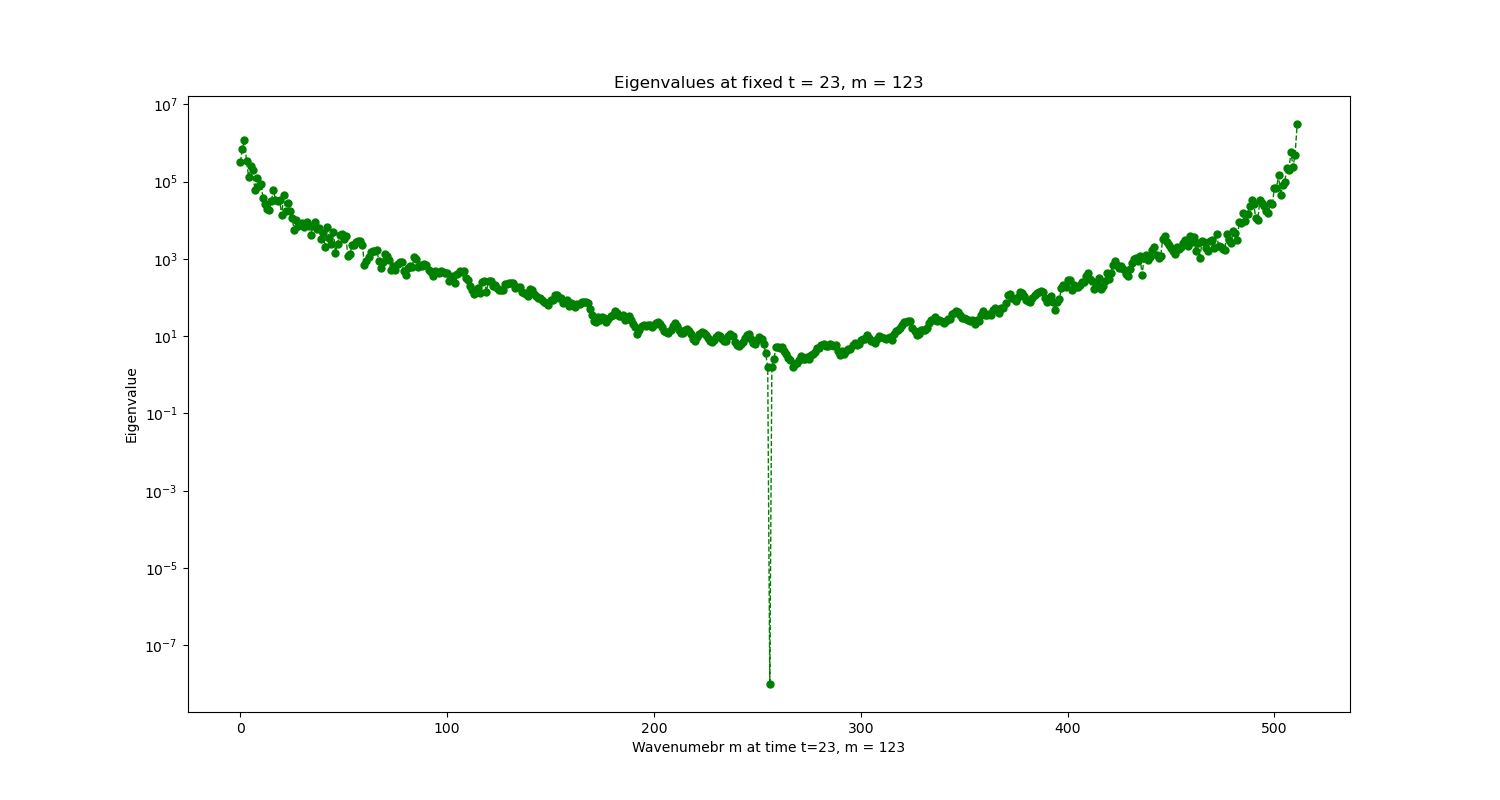 Eigenvalues at fixed t = 23, m = 123
10^7
10^5
10^3
10^1
10^−1
10^−3
10^−5
10^−7
Eigenvalue
0 100 200 300 400 500
Wavenumebr m at time t=23, m = 123